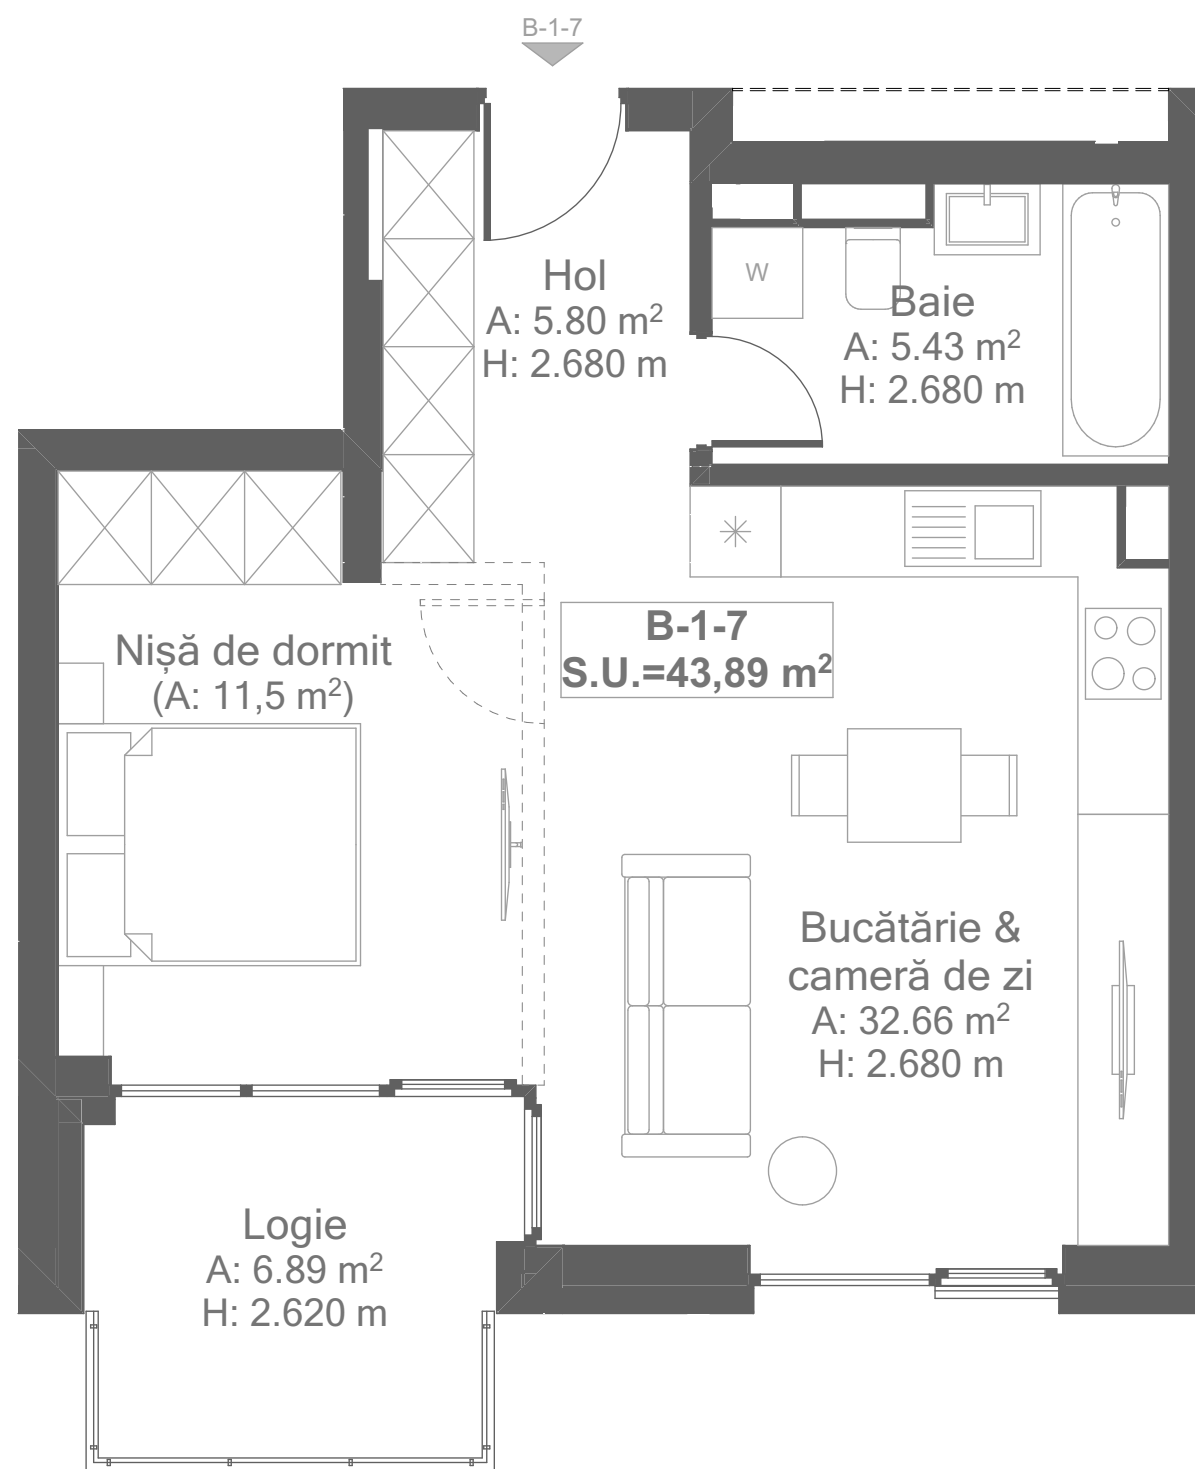 B-1-7
Hol
A: 5.80 m²
H: 2.680 m
W
Baie
A: 5.43 m²
H: 2.680 m
B-1-7
S.U.=43,89 m²
Nișă de dormit
(A: 11,5 m²)
Bucătărie &
cameră de zi
A: 32.66 m²
H: 2.680 m
Logie
A: 6.89 m²
H: 2.620 m